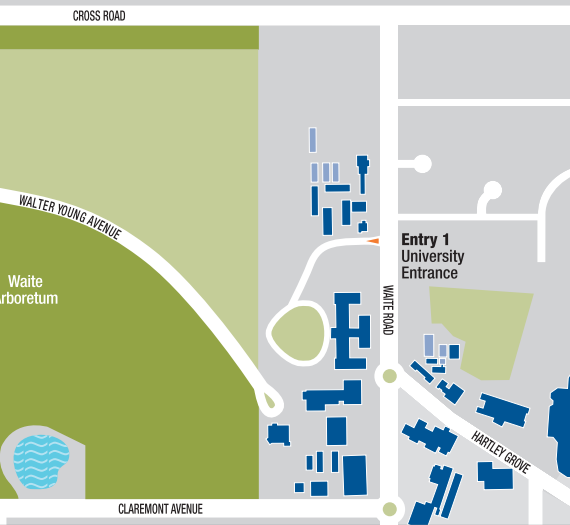 CROSS ROAD
WALTER YOUNG AVENUE
Entry 1
University
Entrance
Waite
Arboretum
WAITE ROAD
HARTLEY GROVE
CLAREMONT AVENUE